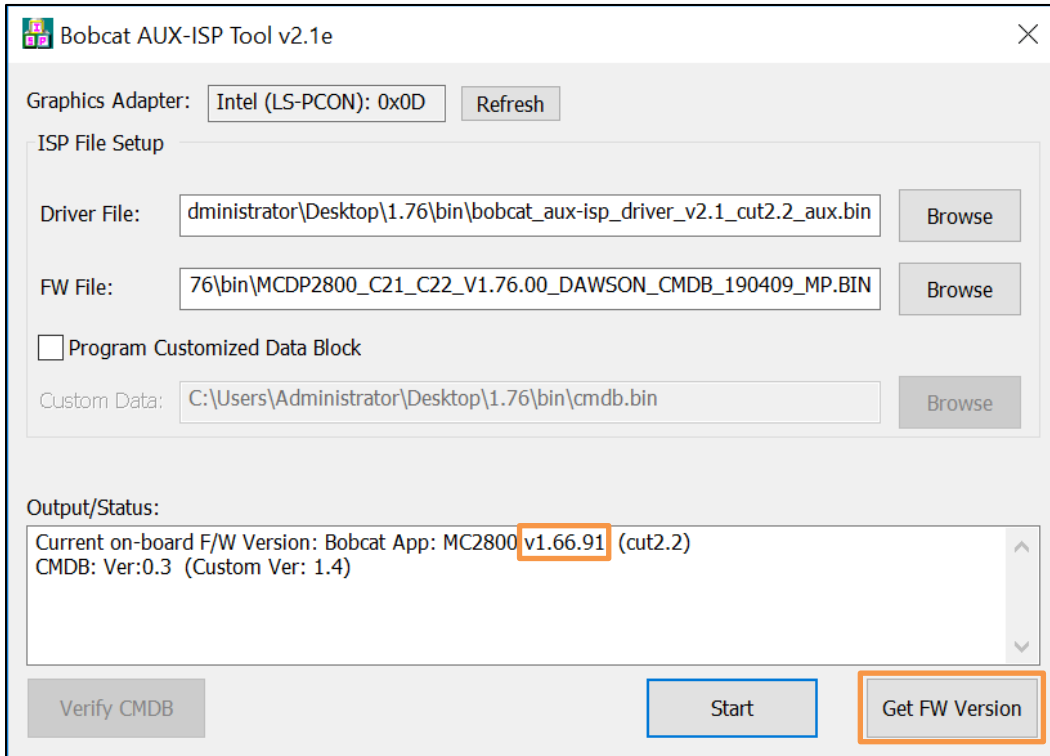 Bobcat AUX-ISP Tool v2.1e
Graphics Adapter: Intel (LS-PCON): 0x0D Refresh
ISP File Setup
Driver File: dministrator\Desktop\1.76\bin\bobcat_aux-isp_driver_v2.1_cut2.2_aux.bin Browse
FW File: 76\bin\MCDP2800_C21_C22_V1.76.00_DAWSON_CMDB_190409_MP.BIN Browse
Program Customized Data Block
Custom Data: C:\Users\Administrator\Desktop\1.76\bin\cmdb.bin Browse
Output/Status:
Current on-board F/W Version: Bobcat App: MC2800 v1.66.91 (cut2.2)
CMDB: Ver:0.3 (Custom Ver: 1.4)
Verify CMDB Start Get FW Version